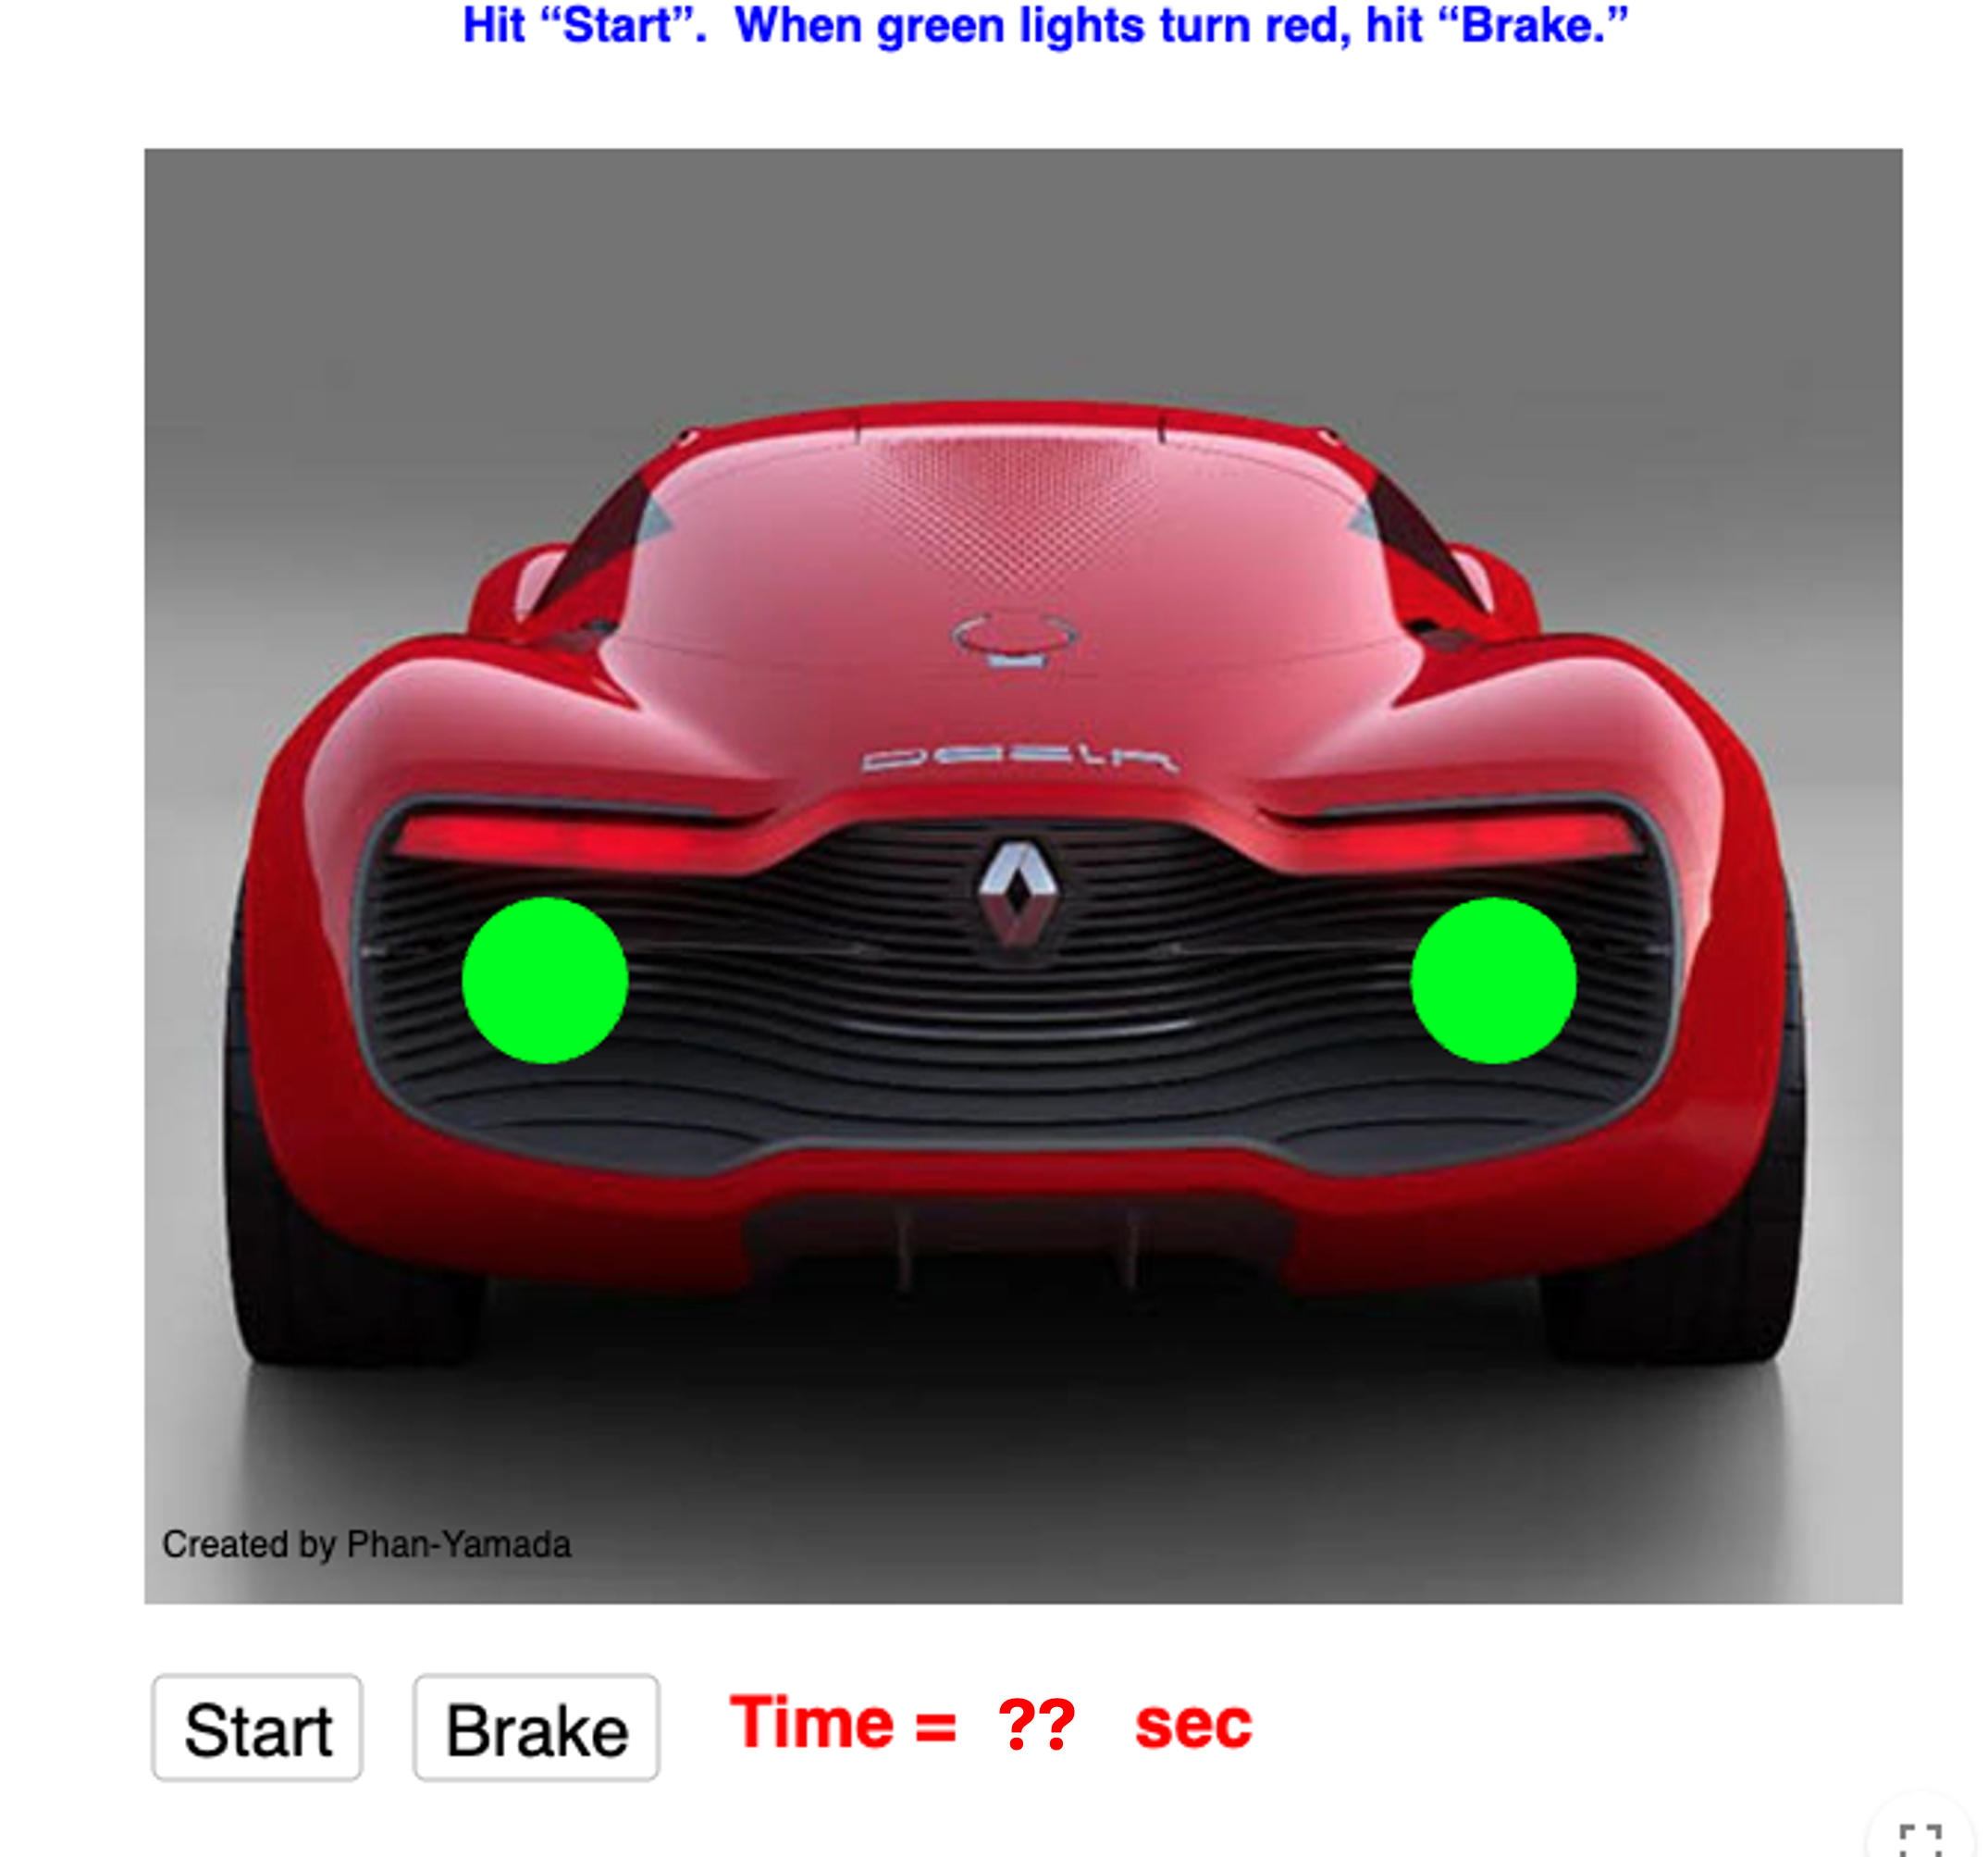 Hit “Start”.  When green lights turn red, hit “Brake.”
DEZIR
Created by Phan-Yamada
Start
Brake
Time = ?? sec